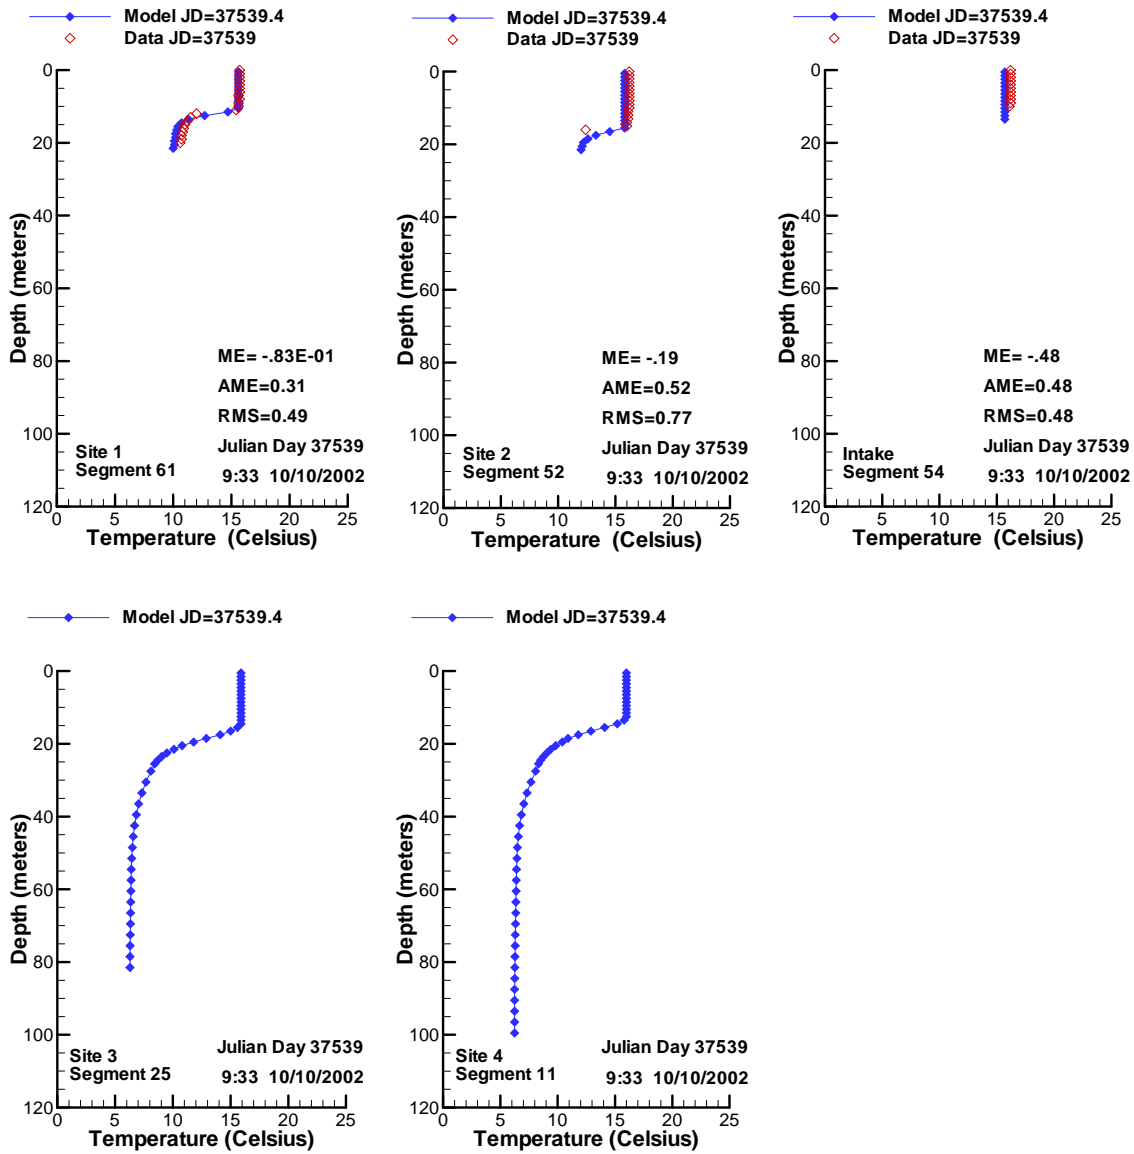 Model JD=37539.4
Data JD=37539
0
20
40
60
80
100
120
Depth (meters)
ME= -.83E-01
AME=0.31
RMS=0.49
Julian Day 37539
9:33 10/10/2002
Site 1
Segment 61
0 5 10 15 20 25
Temperature (Celsius)
Model JD=37539.4
Data JD=37539
0
20
40
60
80
100
120
Depth (meters)
ME= -.19
AME=0.52
RMS=0.77
Julian Day 37539
9:33 10/10/2002
Site 2
Segment 52
0 5 10 15 20 25
Temperature (Celsius)
Model JD=37539.4
Data JD=37539
0
20
40
60
80
100
120
Depth (meters)
ME= -.48
AME=0.48
RMS=0.48
Julian Day 37539
9:33 10/10/2002
Intake
Segment 54
0 5 10 15 20 25
Temperature (Celsius)
Model JD=37539.4
0
20
40
60
80
100
120
Depth (meters)
Julian Day 37539
9:33 10/10/2002
Site 3
Segment 25
0 5 10 15 20 25
Temperature (Celsius)
Model JD=37539.4
0
20
40
60
80
100
120
Depth (meters)
Julian Day 37539
9:33 10/10/2002
Site 4
Segment 11
0 5 10 15 20 25
Temperature (Celsius)